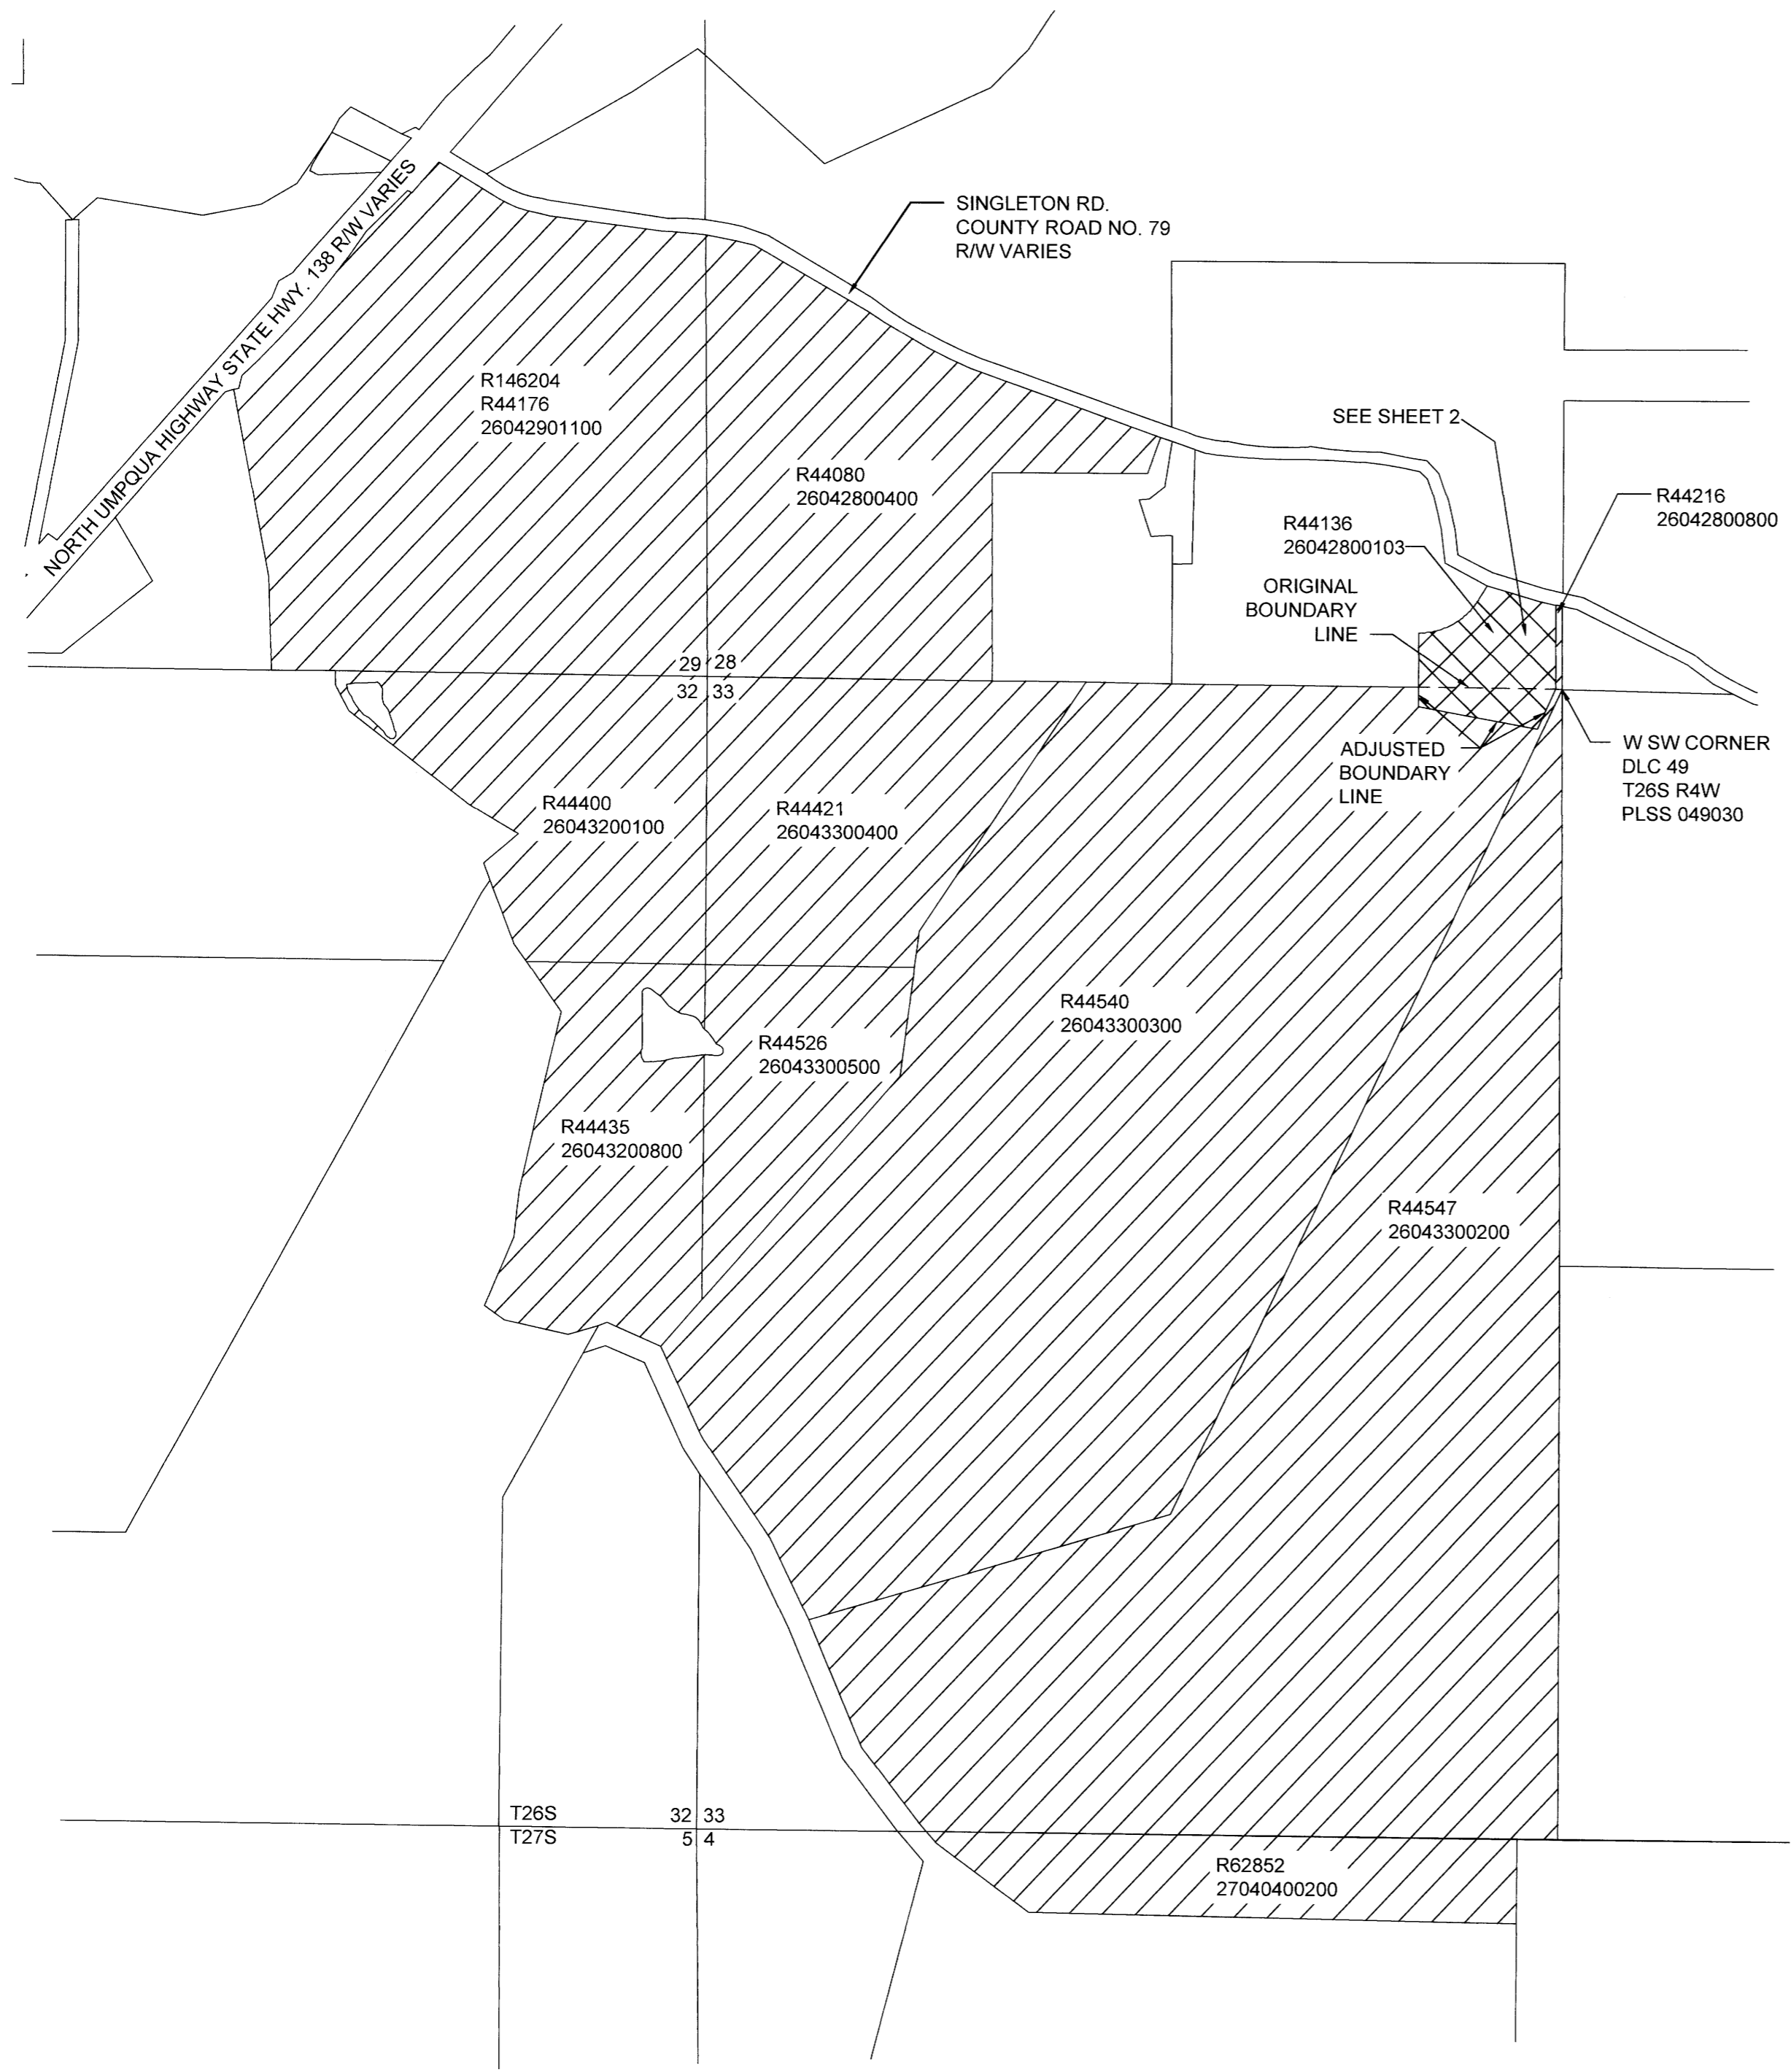 SINGLETON RD.
COUNTY ROAD NO. 79
R/W VARIES
NORTH UMPQUA HIGHWAY STATE HWY. 138 R/W VARIES
R146204
R44176
26042901100
SEE SHEET 2
R44080
26042800400
R44216
26042800800
R44136
26042800103
ORIGINAL
BOUNDARY
LINE
29 28
32 33
ADJUSTED
BOUNDARY
LINE
W SW CORNER
DLC 49
T26S R4W
PLSS 049030
R44400
26043200100
R44421
26043300400
R44540
26043300300
R44526
26043300500
R44435
26043200800
R44547
26043300200
T26S 32 33
T27S 5 4
R62852
27040400200